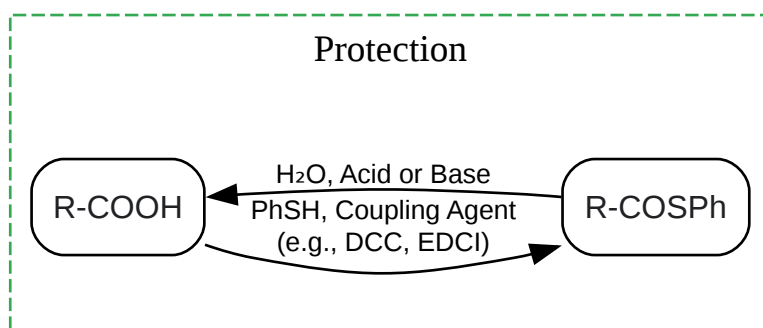 Protection
H₂O, Acid or Base
R-COOH
PhSH, Coupling Agent
(e.g., DCC, EDCI)
R-COSPh